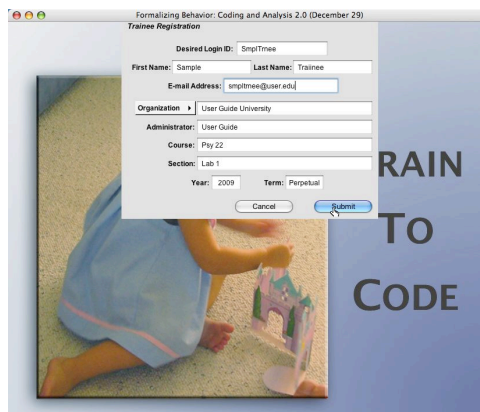 Formalizing Behavior: Coding and Analysis 2.0 (December 29)
Trainee Registration
Desired Login ID: SmplTrnee
First Name: Sample Last Name: Traiinee
E-mail Address: smpltrnee@user.edu
Organization User Guide University
Administrator: User Guide
Course: Psy 22
Section: Lab 1
Year: 2009 Term: Perpetual
Cancel Submit
RAIN
TO
CODE